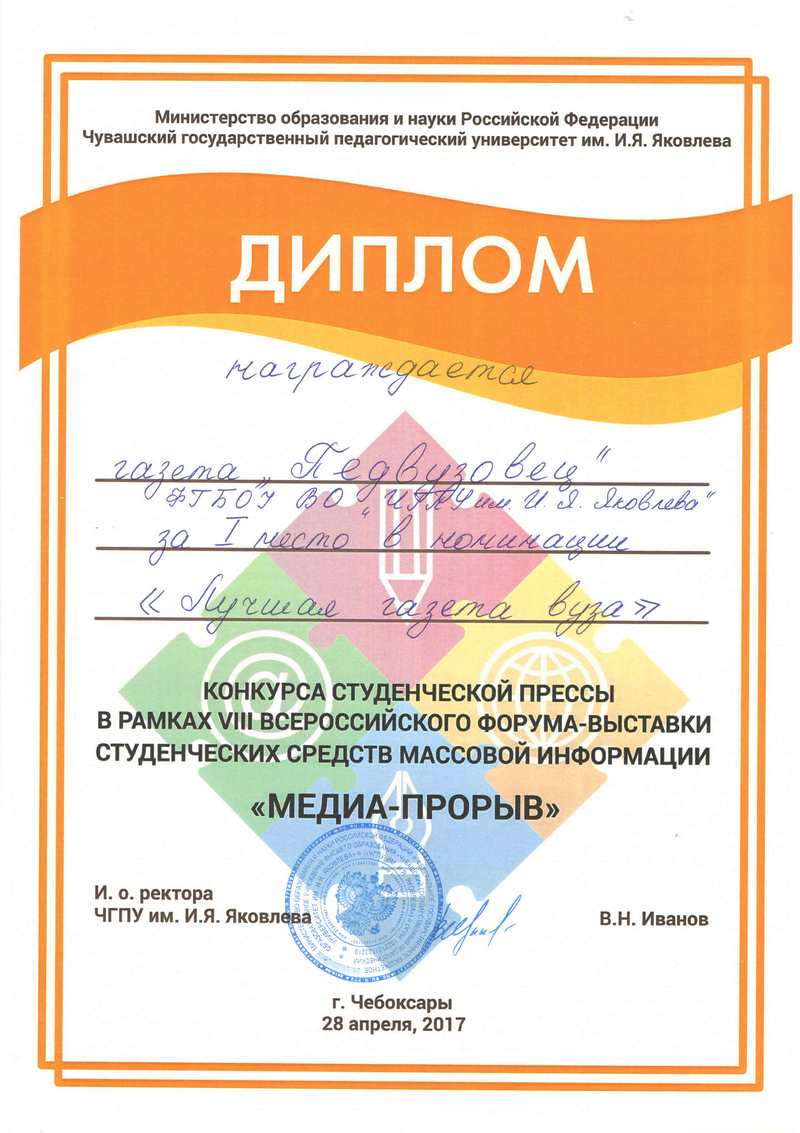 Министерство образования и науки Российской Федерации
Чувашский государственный педагогический университет им. И.Я. Яковлева
ДИПЛОМ
награждается
газета „Педвузовец"
ФГБОУ ВО "ЧГПУ им. И. Я. Яковлева"
за I место в номинации
«Лучшая газета вуза»
КОНКУРСА СТУДЕНЧЕСКОЙ ПРЕССЫ
В РАМКАХ VIII ВСЕРОССИЙСКОГО ФОРУМА-ВЫСТАВКИ
СТУДЕНЧЕСКИХ СРЕДСТВ МАССОВОЙ ИНФОРМАЦИИ
«МЕДИА-ПРОРЫВ»
И. о. ректора
ЧГПУ им. И.Я. Яковлева
В.Н. Иванов
г. Чебоксары
28 апреля, 2017